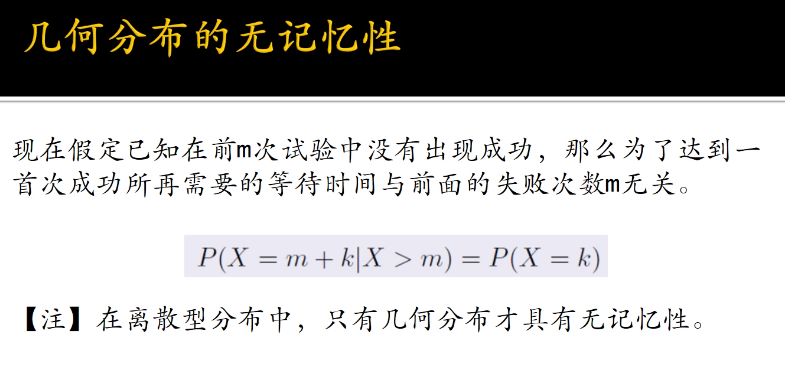 几何分布的无记忆性
现在假定已知在前m次试验中没有出现成功，那么为了达到一
首次成功所再需要的等待时间与前面的失败次数m无关。
P(X = m + k|X > m) = P(X = k)
【注】在离散型分布中，只有几何分布才具有无记忆性。